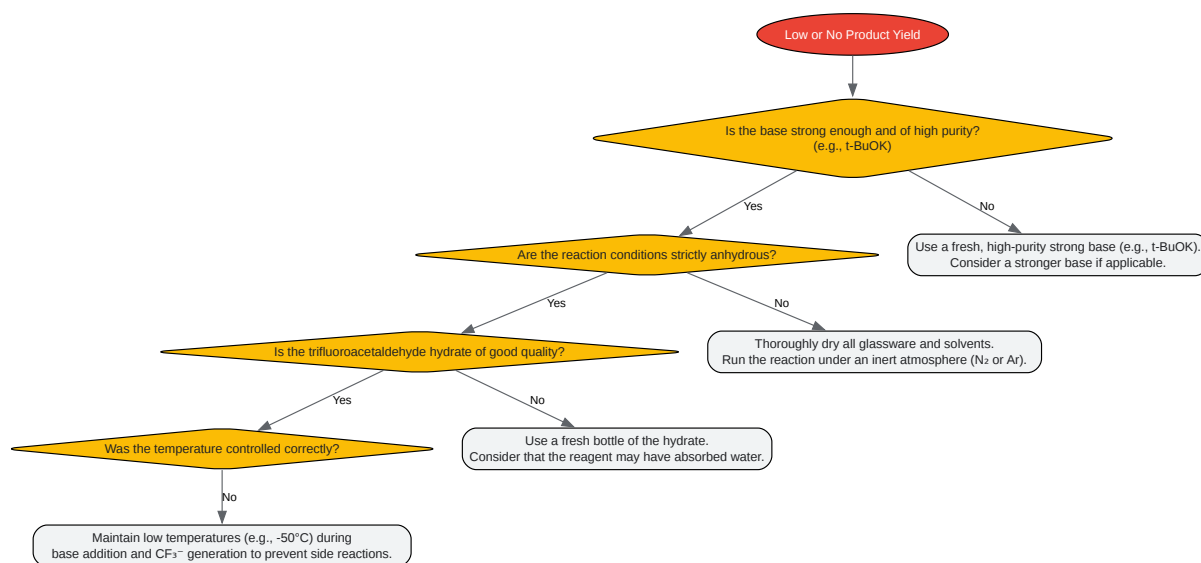 Low or No Product Yield
Is the base strong enough and of high purity?
(e.g., t-BuOK)
Yes
No
Are the reaction conditions strictly anhydrous?
Use a fresh, high-purity strong base (e.g., t-BuOK).
Consider a stronger base if applicable.
Yes
No
Is the trifluoroacetaldehyde hydrate of good quality?
Thoroughly dry all glassware and solvents.
Run the reaction under an inert atmosphere (N₂ or Ar).
Yes
No
Was the temperature controlled correctly?
Use a fresh bottle of the hydrate.
Consider that the reagent may have absorbed water.
No
Maintain low temperatures (e.g., -50°C) during
base addition and CF₃⁻ generation to prevent side reactions.